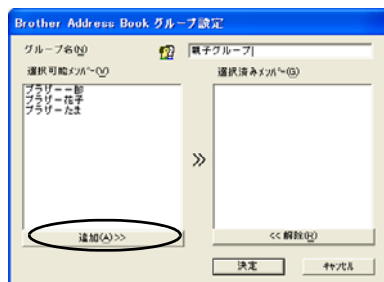 Brother Address Book グループ設定
グループ名(N)
親子グループ
選択可能メンバー(V)
選択済みメンバー(G)
ブラザー一郎
ブラザー花子
ブラザーたま
»
追加(A)>>
<<解除(R)
決定
キャンセル